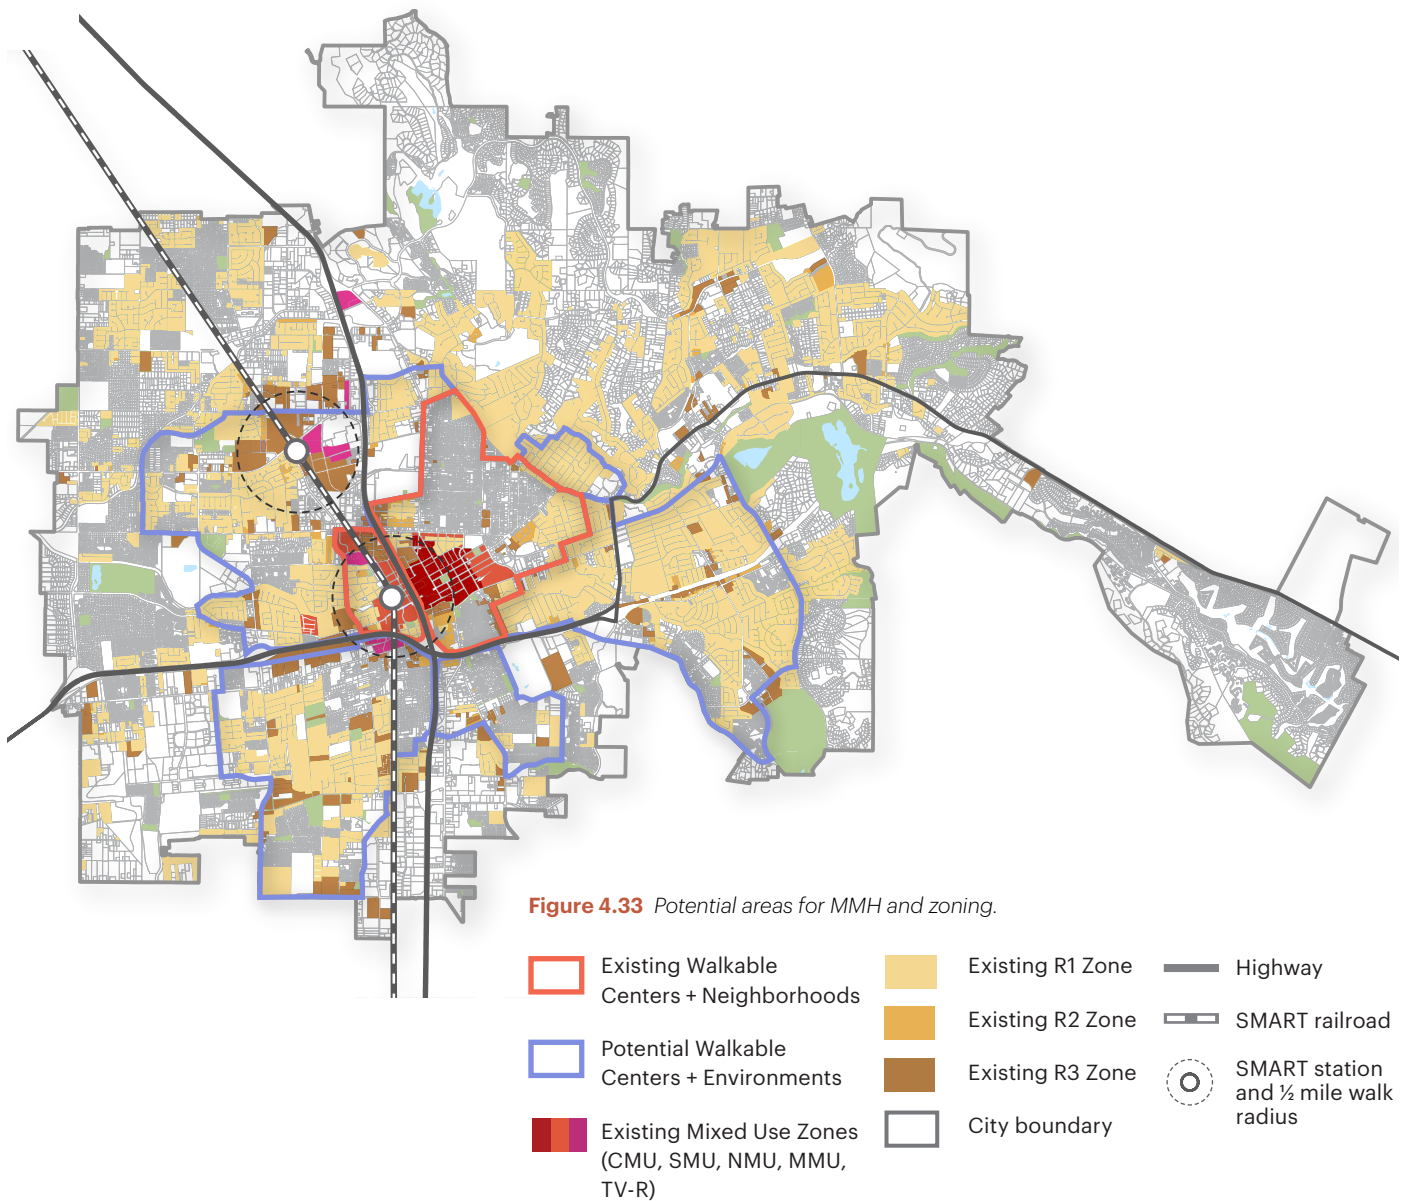 Figure 4.33 Potential areas for MMH and zoning.
Existing Walkable
Centers + Neighborhoods
Potential Walkable
Centers + Environments
Existing Mixed Use Zones
(CMU, SMU, NMU, MMU,
TV-R)
Existing R1 Zone
Existing R2 Zone
Existing R3 Zone
City boundary
Highway
SMART railroad
SMART station
and ½ mile walk
radius